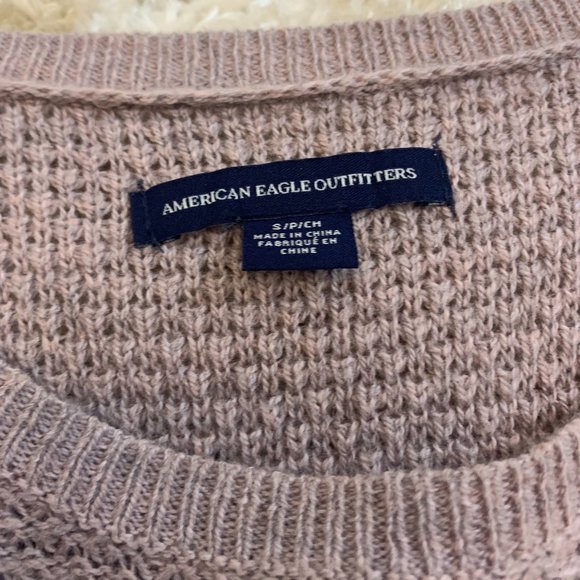 AMERICAN EAGLE OUTFITTERS
S/P/CH
MADE IN CHINA
FABRIQUÉ EN
CHINE